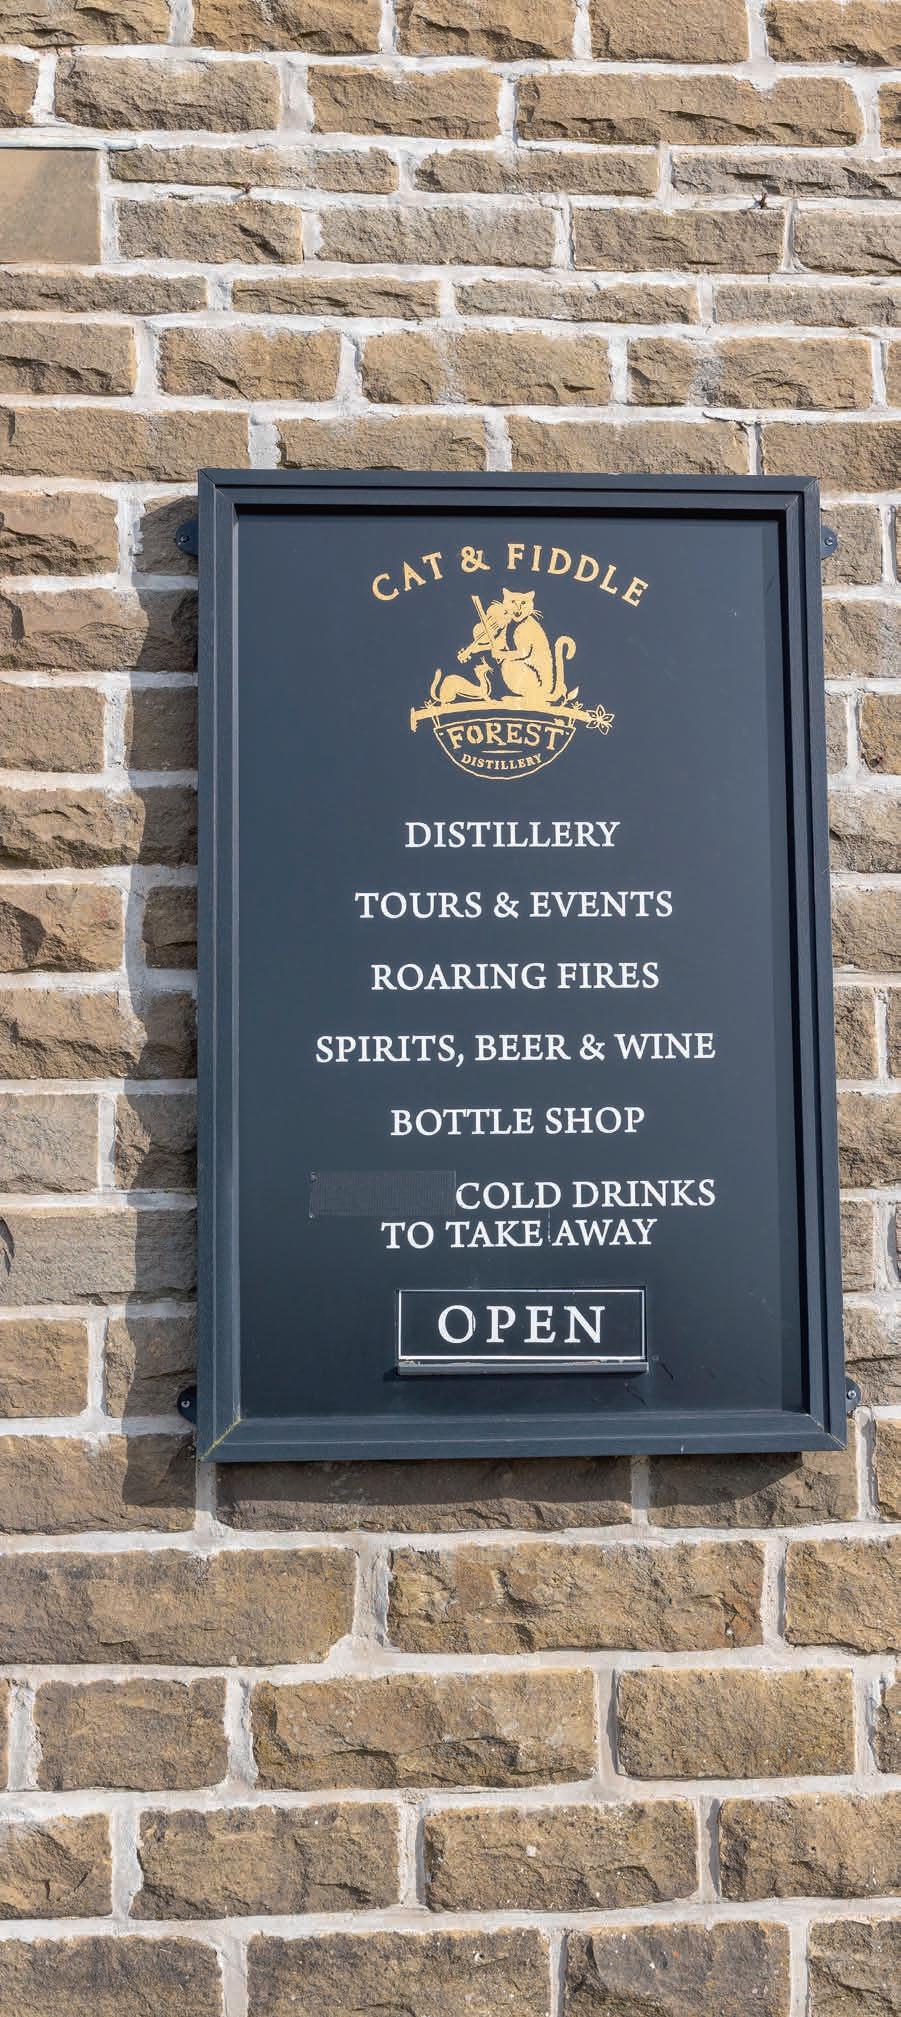 CAT & FIDDLE
FOREST
DISTILLERY
DISTILLERY
TOURS & EVENTS
ROARING FIRES
SPIRITS, BEER & WINE
BOTTLE SHOP
COLD DRINKS
TO TAKE AWAY
OPEN